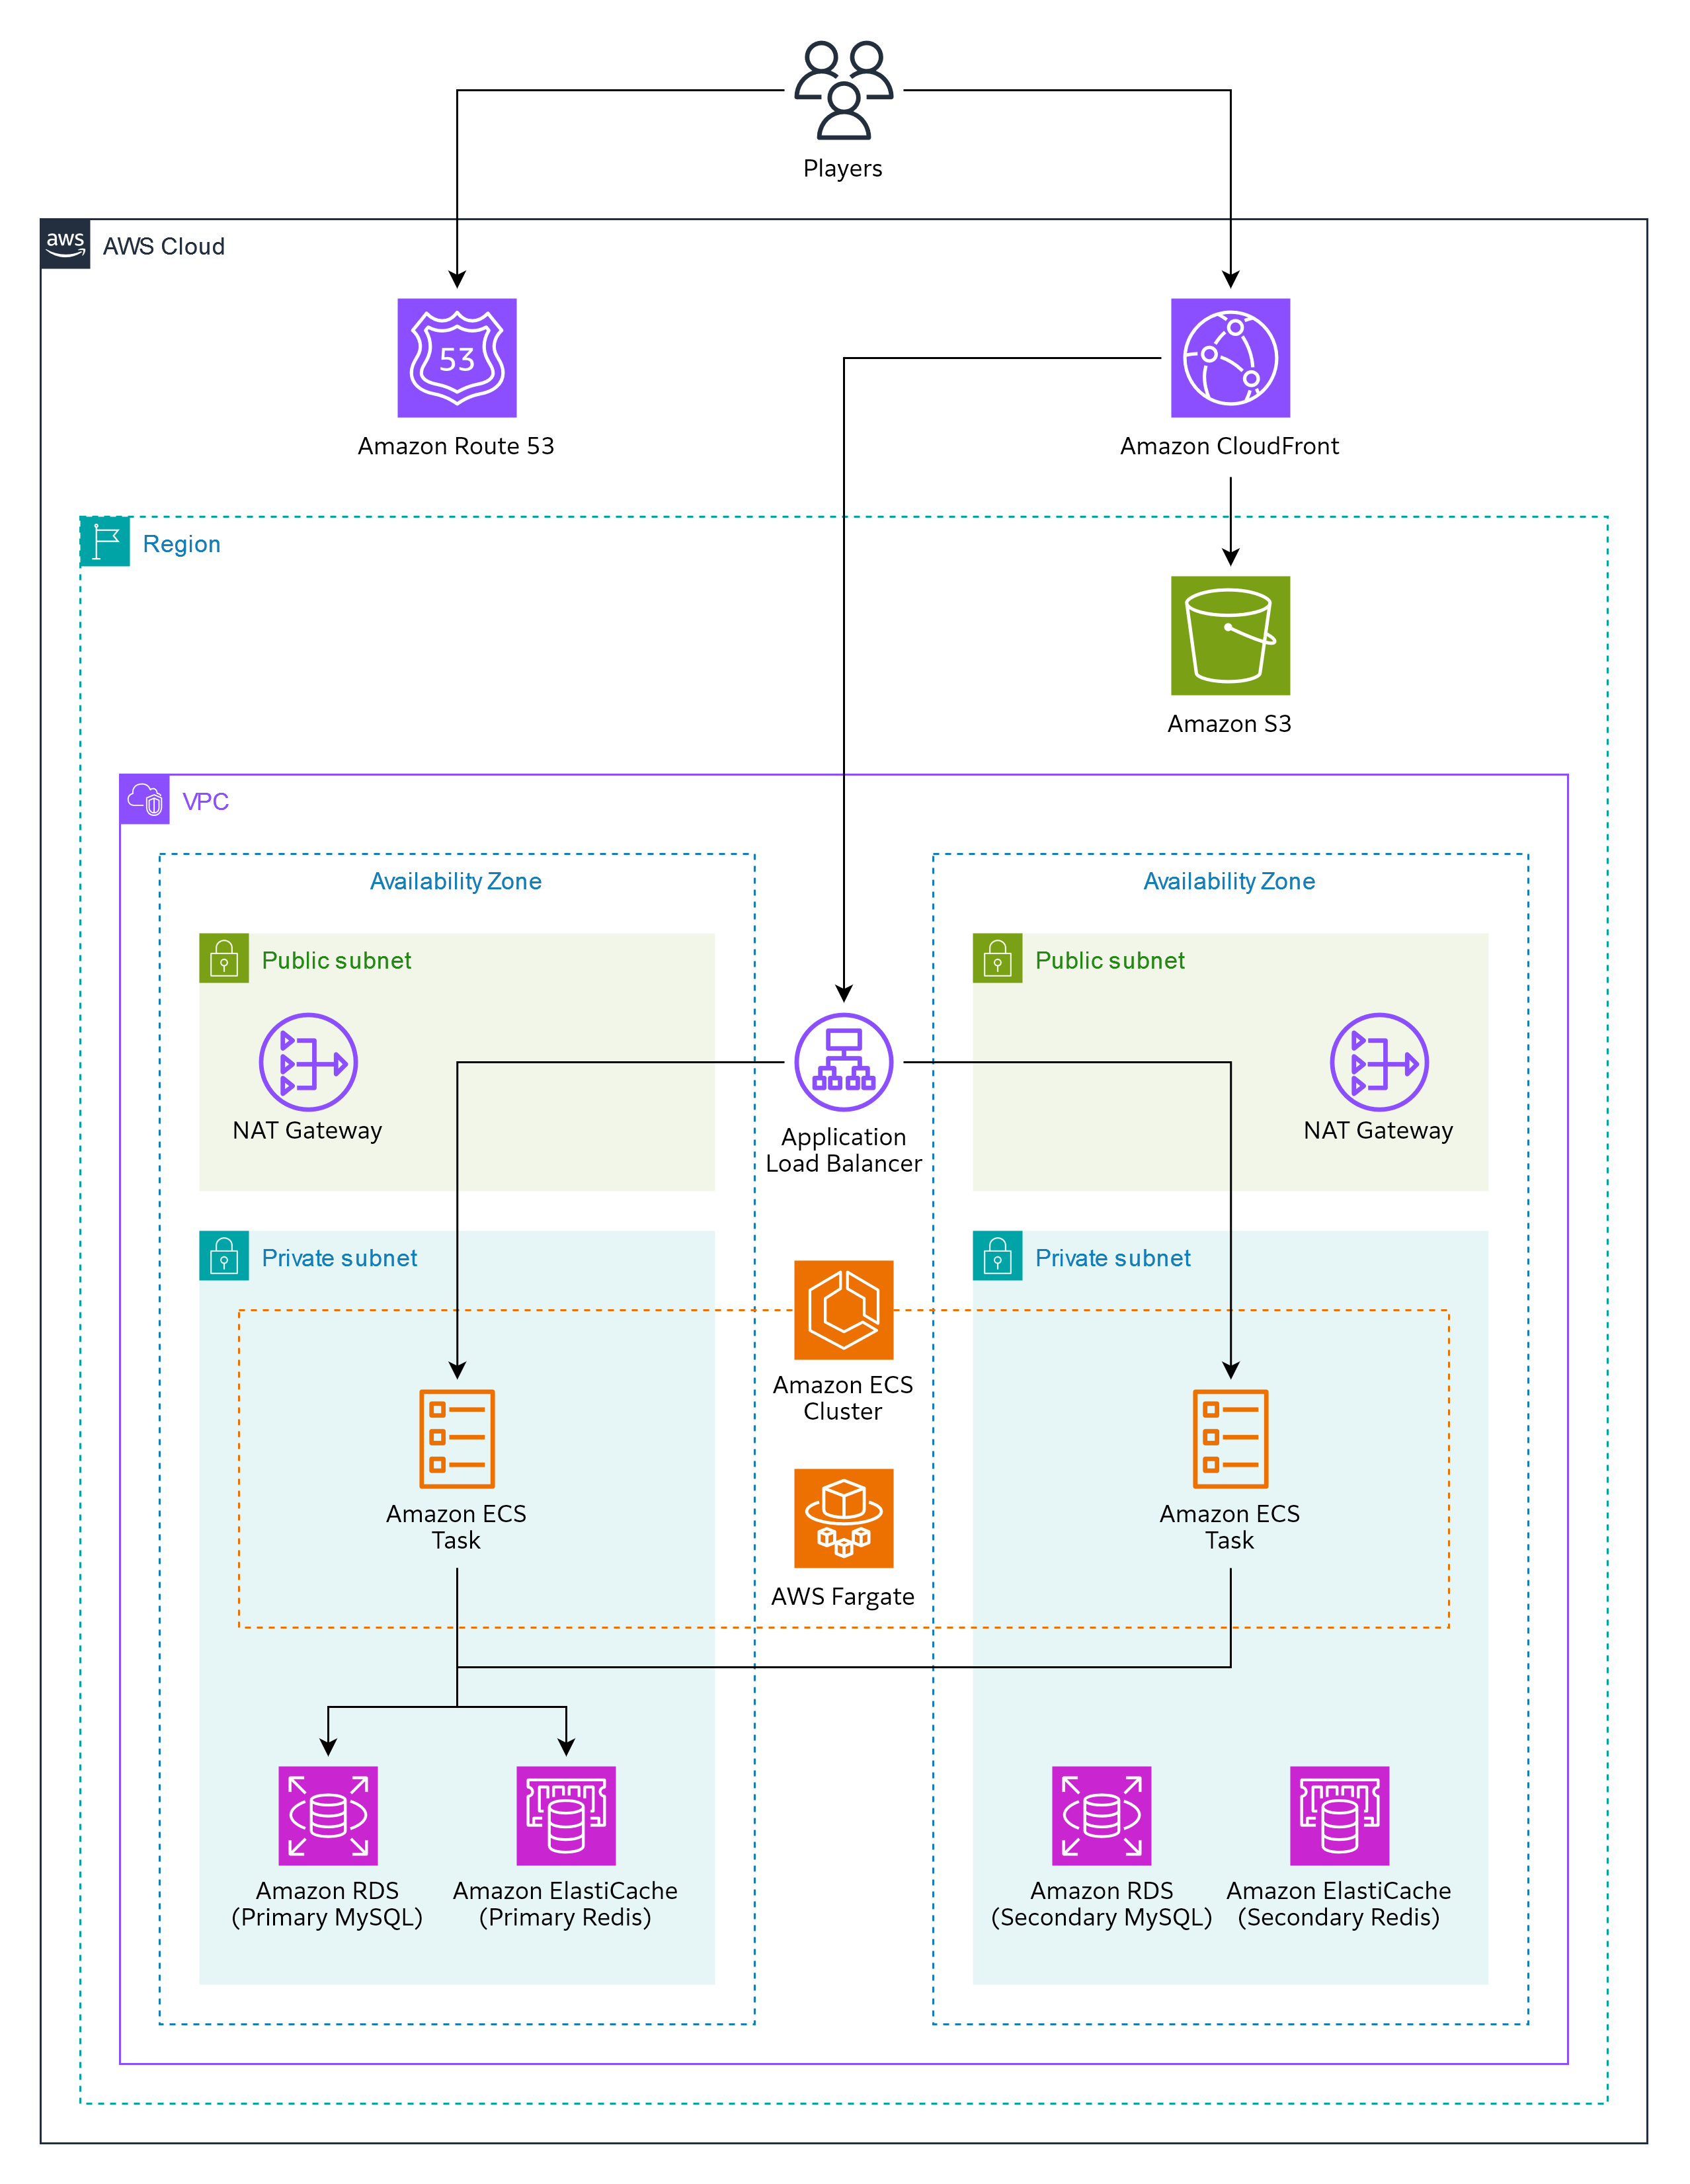 Players
aws
AWS Cloud
53
Amazon Route 53
Amazon CloudFront
Region
Amazon S3
VPC
Availability Zone
Availability Zone
Public subnet
Public subnet
NAT Gateway
Application
Load Balancer
NAT Gateway
Private subnet
Private subnet
Amazon ECS
Cluster
Amazon ECS
Task
Amazon ECS
Task
AWS Fargate
Amazon RDS
(Primary MySQL)
Amazon ElastiCache
(Primary Redis)
Amazon RDS
(Secondary MySQL)
Amazon ElastiCache
(Secondary Redis)